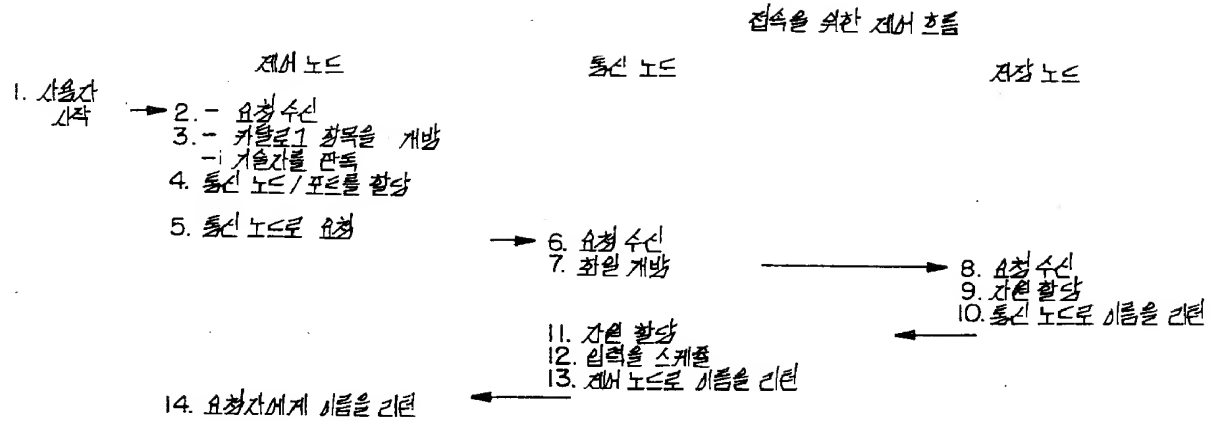 접속을 위한 제어 흐름
제어 노드
통신 노드
저장 노드
1. 사용자
시작
2. - 요청 수신
3. - 카탈로그 항목을 개방
-i 기술자를 판독
4. 통신 노드/포트를 할당
5. 통신 노드로 요청
6. 요청 수신
7. 화일 개방
8. 요청 수신
9. 자원 할당
10. 통신 노드로 이름을 리턴
11. 자원 할당
12. 입력을 스케쥴
13. 제어 노드로 이름을 리턴
14. 요청자에게 이름을 리턴